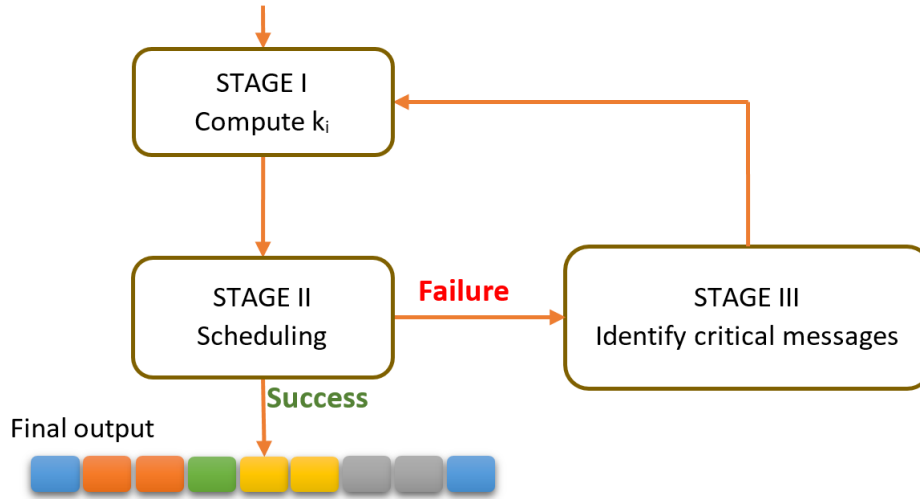 STAGE I
Compute kᵢ
STAGE II
Scheduling
Failure
STAGE III
Identify critical messages
Success
Final output